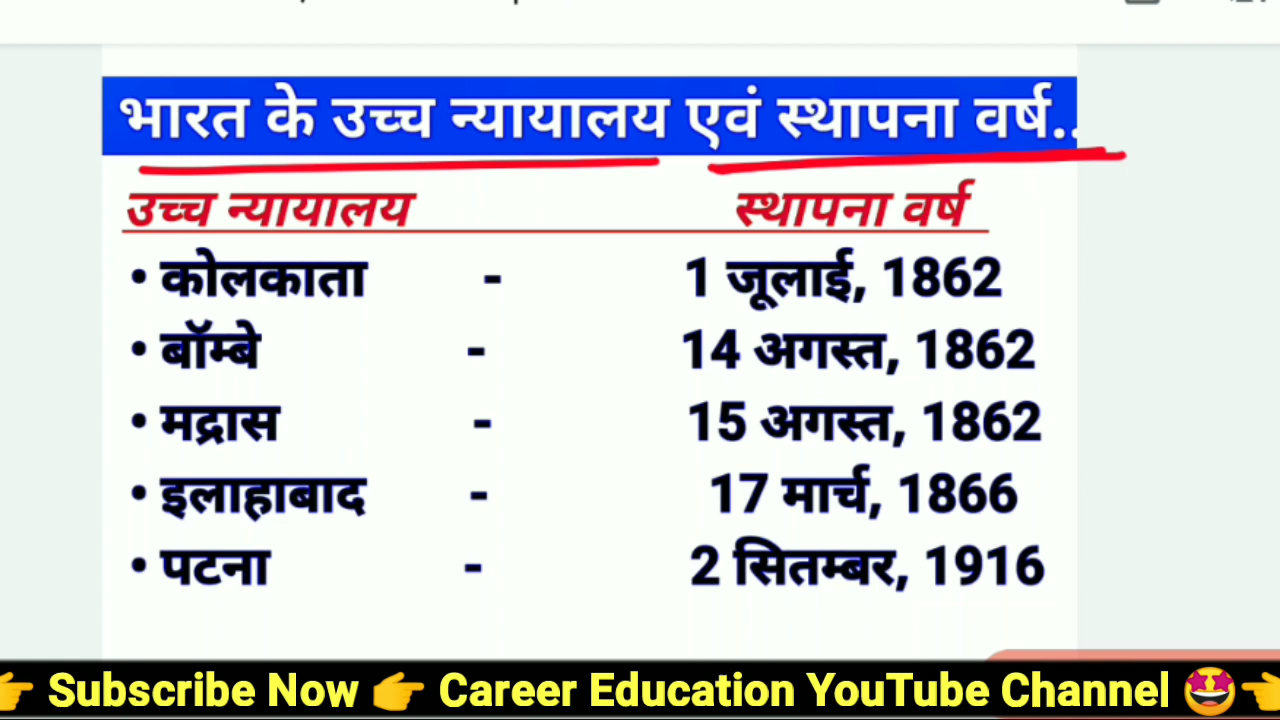 भारत के उच्च न्यायालय एवं स्थापना वर्ष..
उच्च न्यायालय स्थापना वर्ष
• कोलकाता - 1 जूलाई, 1862
• बॉम्बे - 14 अगस्त, 1862
• मद्रास - 15 अगस्त, 1862
• इलाहाबाद - 17 मार्च, 1866
• पटना - 2 सितम्बर, 1916
👉 Subscribe Now 👉 Career Education YouTube Channel 🤩👈